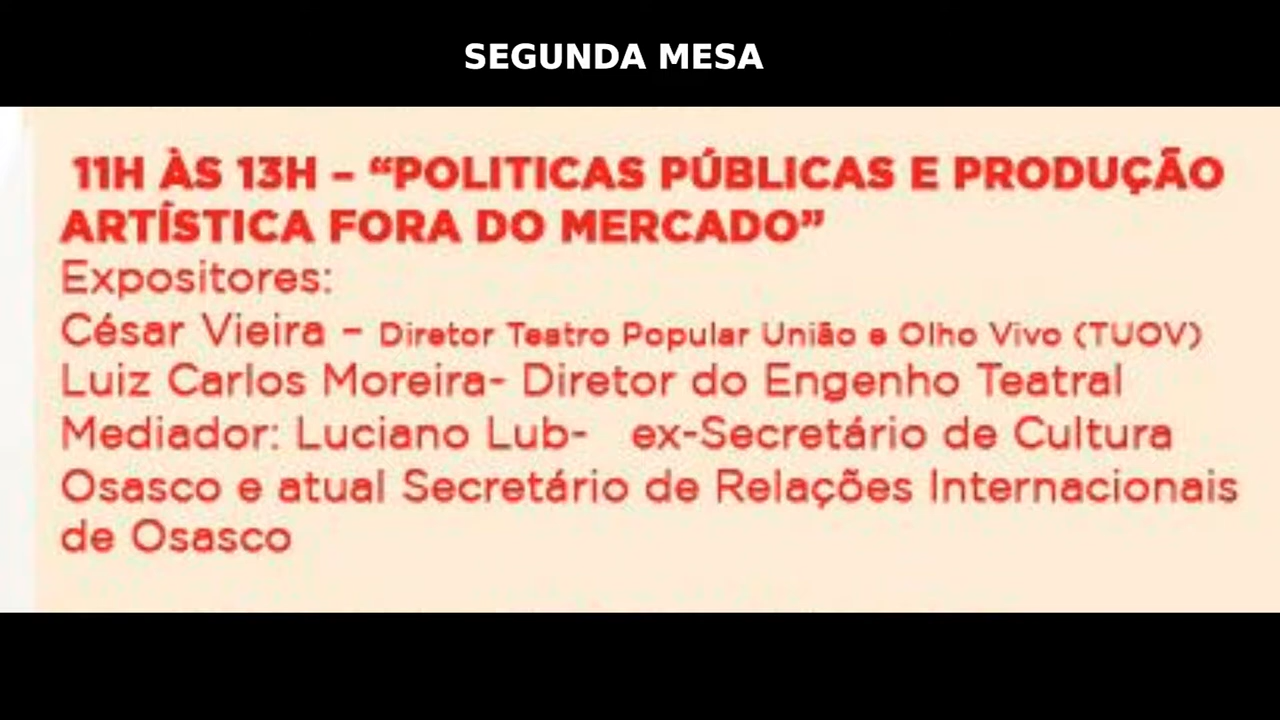 SEGUNDA MESA
11H ÀS 13H – “POLITICAS PÚBLICAS E PRODUÇÃO
ARTÍSTICA FORA DO MERCADO”
Expositores:
César Vieira – Diretor Teatro Popular União e Olho Vivo (TUOV)
Luiz Carlos Moreira- Diretor do Engenho Teatral
Mediador: Luciano Lub- ex-Secretário de Cultura
Osasco e atual Secretário de Relações Internacionais
de Osasco